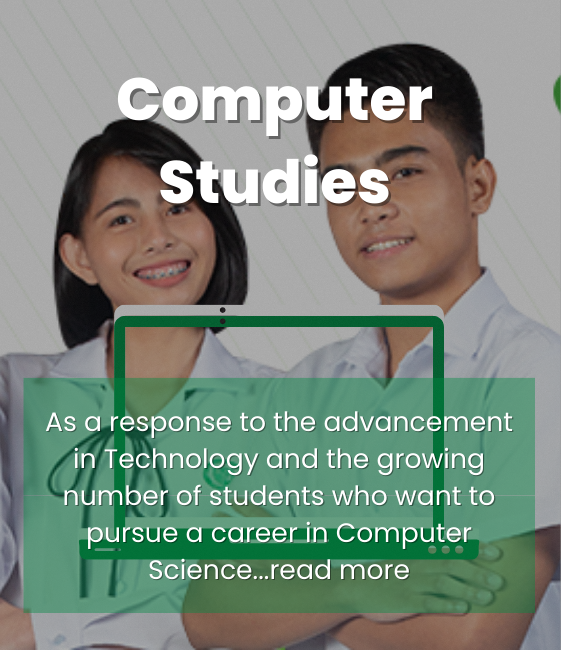 Computer
Studies
As a response to the advancement
in Technology and the growing
number of students who want to
pursue a career in Computer
Science...read more